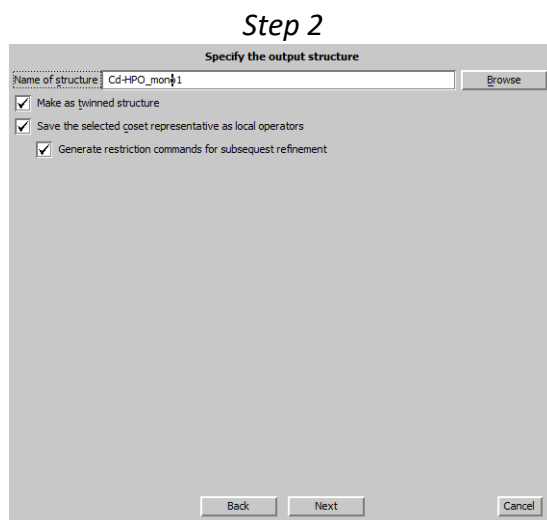 Step 2
Specify the output structure
Name of structure Cd-HPO_mono1 Browse
Make as twinned structure
Save the selected coset representative as local operators
Generate restriction commands for subsequest refinement
Back Next Cancel